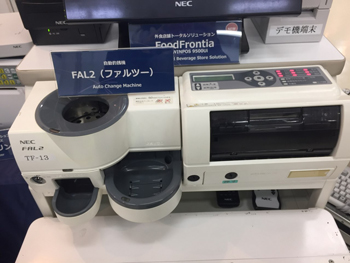 NEC
外食店舗トータルソリューション
FoodFrontia
TWINPOS 9500Ui
Beverage Store Solution
デモ機端末
自動釣銭機
FAL2（ファルツー）
Auto Change Machine
NEC
FAL2
TP-13